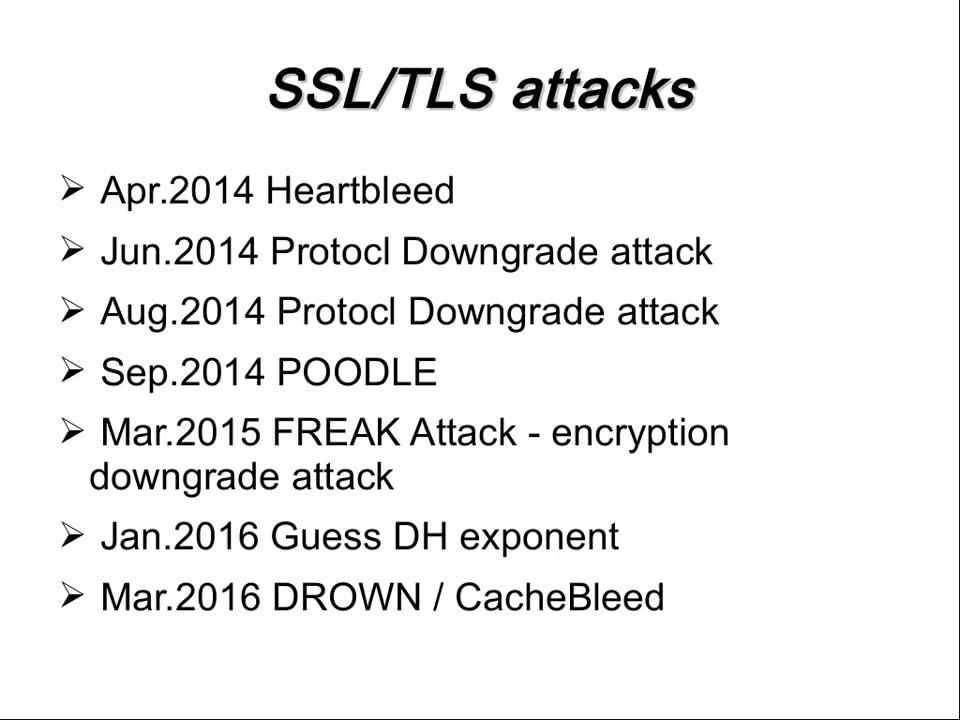 SSL/TLS attacks
➢ Apr.2014 Heartbleed
➢ Jun.2014 Protocl Downgrade attack
➢ Aug.2014 Protocl Downgrade attack
➢ Sep.2014 POODLE
➢ Mar.2015 FREAK Attack - encryption
downgrade attack
➢ Jan.2016 Guess DH exponent
➢ Mar.2016 DROWN / CacheBleed